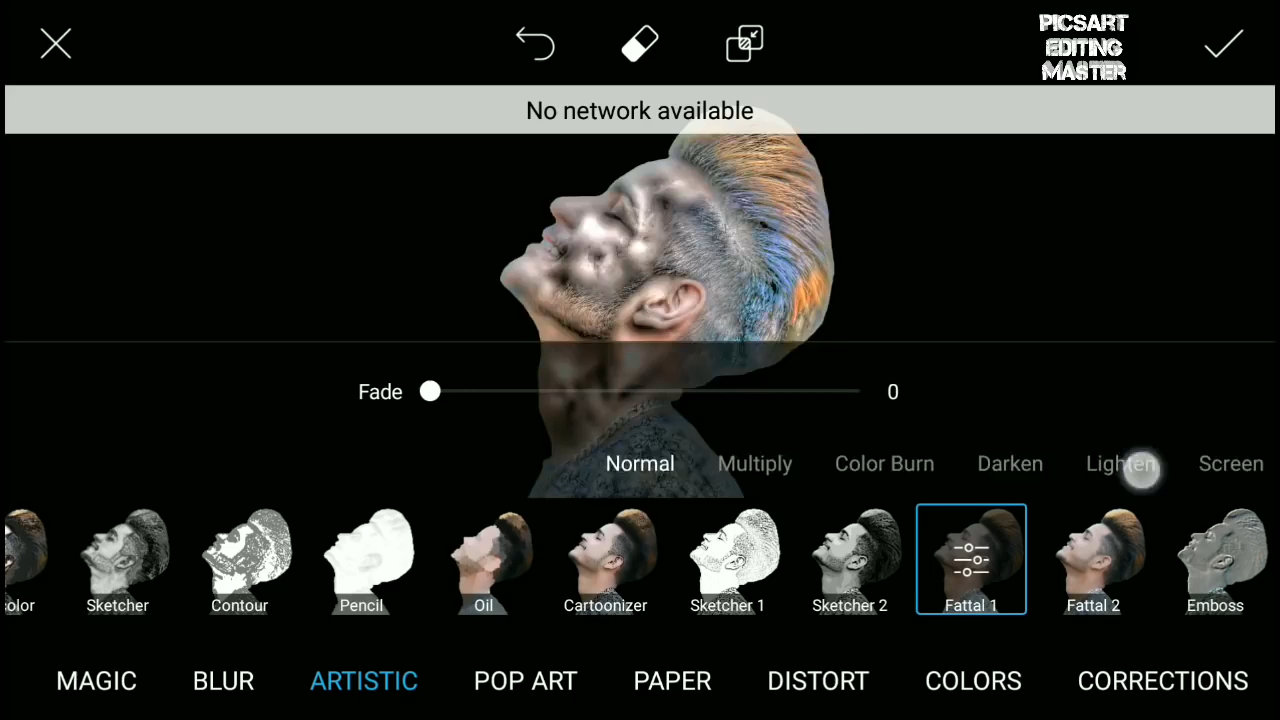 PICSART
EDITING
MASTER
No network available
Fade 0
Normal Multiply Color Burn Darken Lighten Screen
olor Sketcher Contour Pencil Oil Cartoonizer Sketcher 1 Sketcher 2 Fattal 1 Fattal 2 Emboss
MAGIC BLUR ARTISTIC POP ART PAPER DISTORT COLORS CORRECTIONS